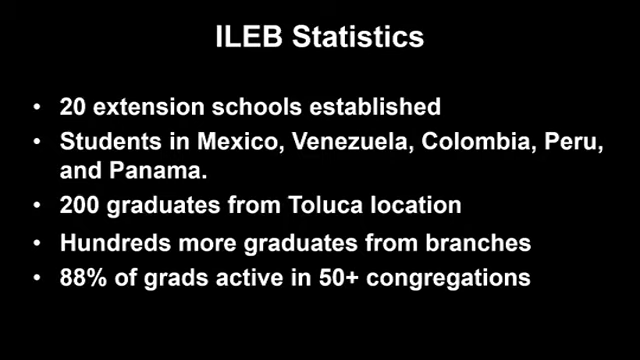 ILEB Statistics
• 20 extension schools established
• Students in Mexico, Venezuela, Colombia, Peru,
and Panama.
• 200 graduates from Toluca location
• Hundreds more graduates from branches
• 88% of grads active in 50+ congregations